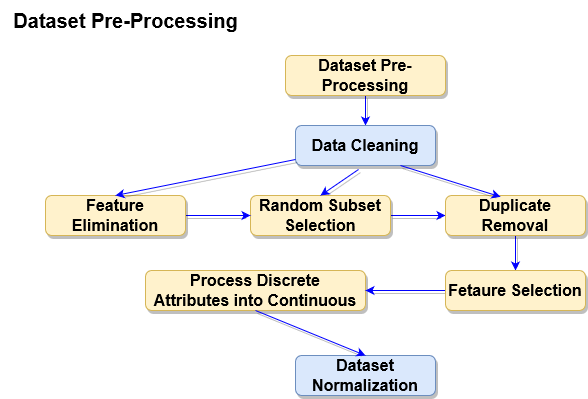 Dataset Pre-Processing
Dataset Pre-
Processing
Data Cleaning
Feature
Elimination
Random Subset
Selection
Duplicate
Removal
Fetaure Selection
Process Discrete
Attributes into Continuous
Dataset
Normalization